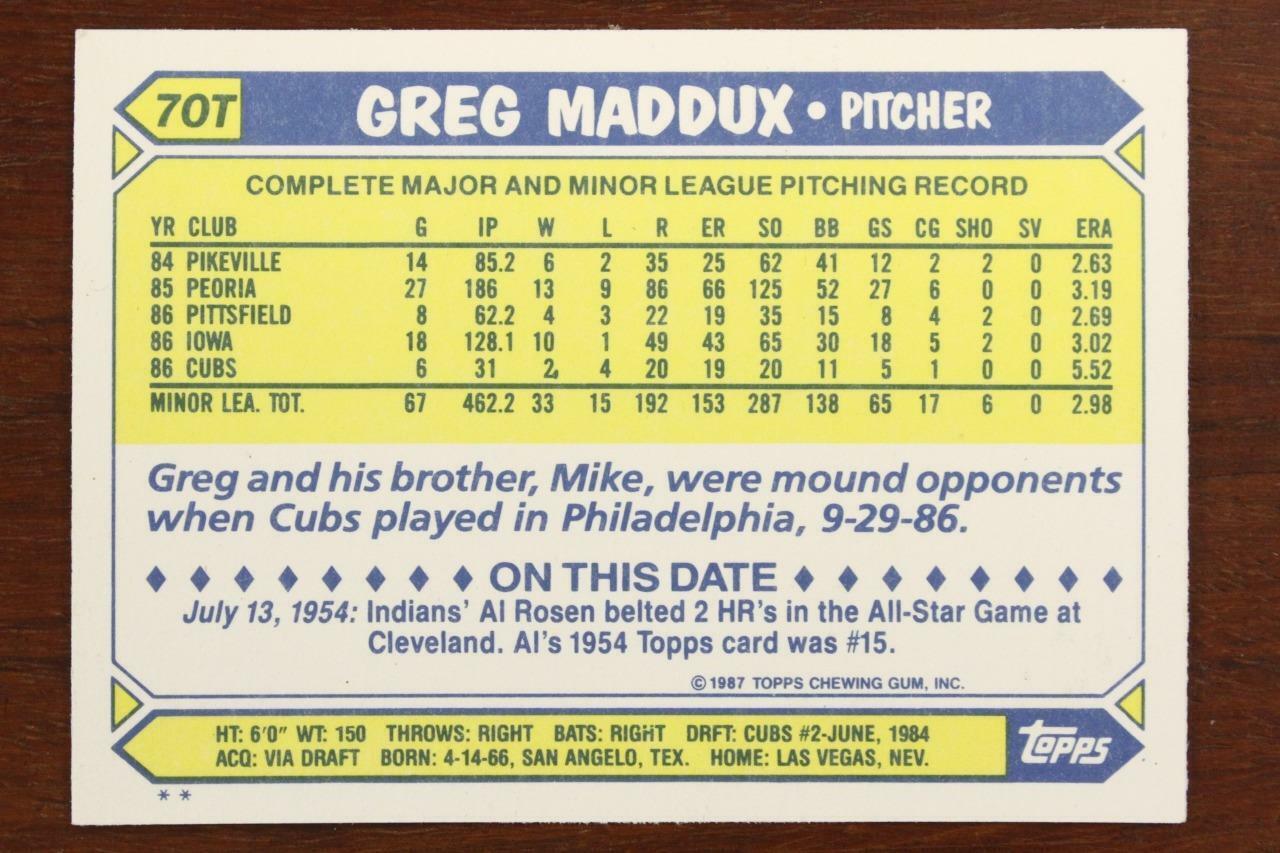 70T
GREG MADDUX • PITCHER
COMPLETE MAJOR AND MINOR LEAGUE PITCHING RECORD
YR CLUB G IP W L R ER SO BB GS CG SHO SV ERA
84 PIKEVILLE 14 85.2 6 2 35 25 62 41 12 2 2 0 2.63
85 PEORIA 27 186 13 9 86 66 125 52 27 6 0 0 3.19
86 PITTSFIELD 8 62.2 4 3 22 19 35 15 8 4 2 0 2.69
86 IOWA 18 128.1 10 1 49 43 65 30 18 5 2 0 3.02
86 CUBS 6 31 2 4 20 19 20 11 5 1 0 0 5.52
MINOR LEA. TOT. 67 462.2 33 15 192 153 287 138 65 17 6 0 2.98
Greg and his brother, Mike, were mound opponents
when Cubs played in Philadelphia, 9-29-86.
ON THIS DATE
July 13, 1954: Indians' Al Rosen belted 2 HR's in the All-Star Game at
Cleveland. Al's 1954 Topps card was #15.
© 1987 TOPPS CHEWING GUM, INC.
HT: 6'0" WT: 150 THROWS: RIGHT BATS: RIGHT DRFT: CUBS #2-JUNE, 1984
ACQ: VIA DRAFT BORN: 4-14-66, SAN ANGELO, TEX. HOME: LAS VEGAS, NEV.
topps
* *